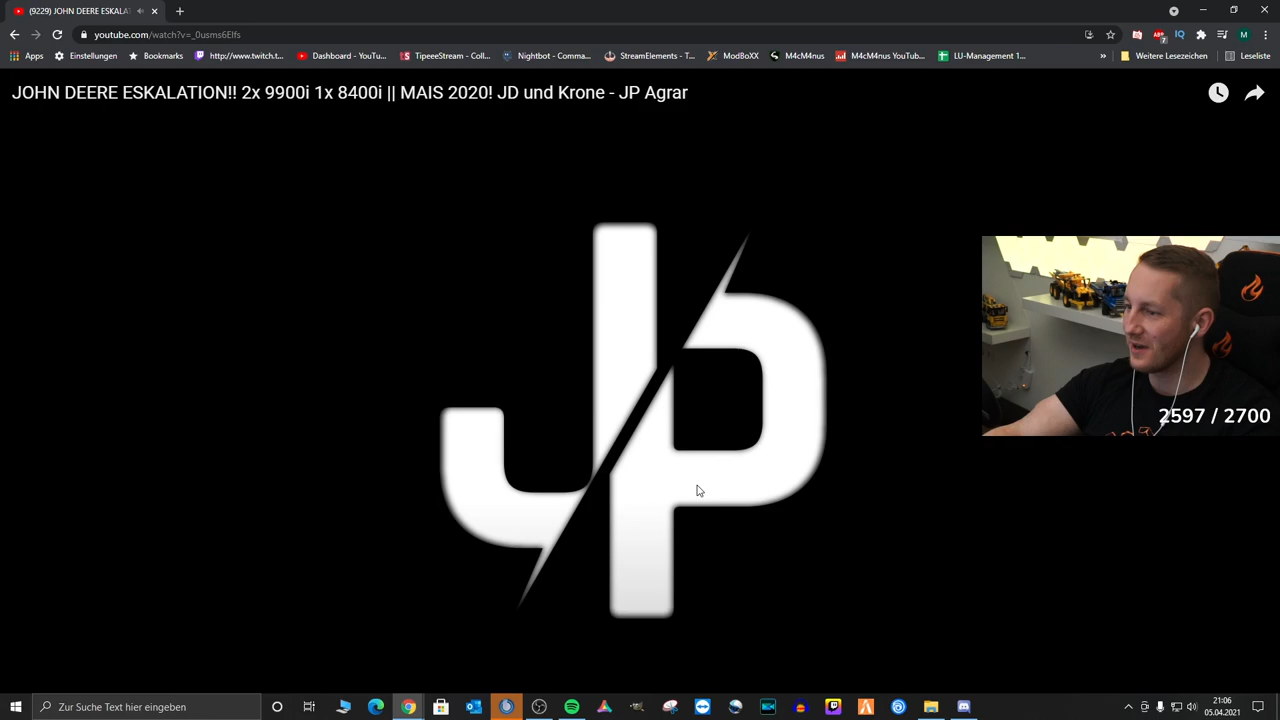 (9229) JOHN DEERE ESKALAT
youtube.com/watch?v=_0usms6Elfs
Apps Einstellungen Bookmarks http://www.twitch.t... Dashboard - YouTu... TipeeeStream - Coll... Nightbot - Comma... StreamElements - T... ModBoXX M4cM4nus M4cM4nus YouTub... LU-Management 1... » Weitere Lesezeichen Leseliste
JOHN DEERE ESKALATION!! 2x 9900i 1x 8400i || MAIS 2020! JD und Krone - JP Agrar
JP
2597 / 2700
Zur Suche Text hier eingeben
21:06
05.04.2021